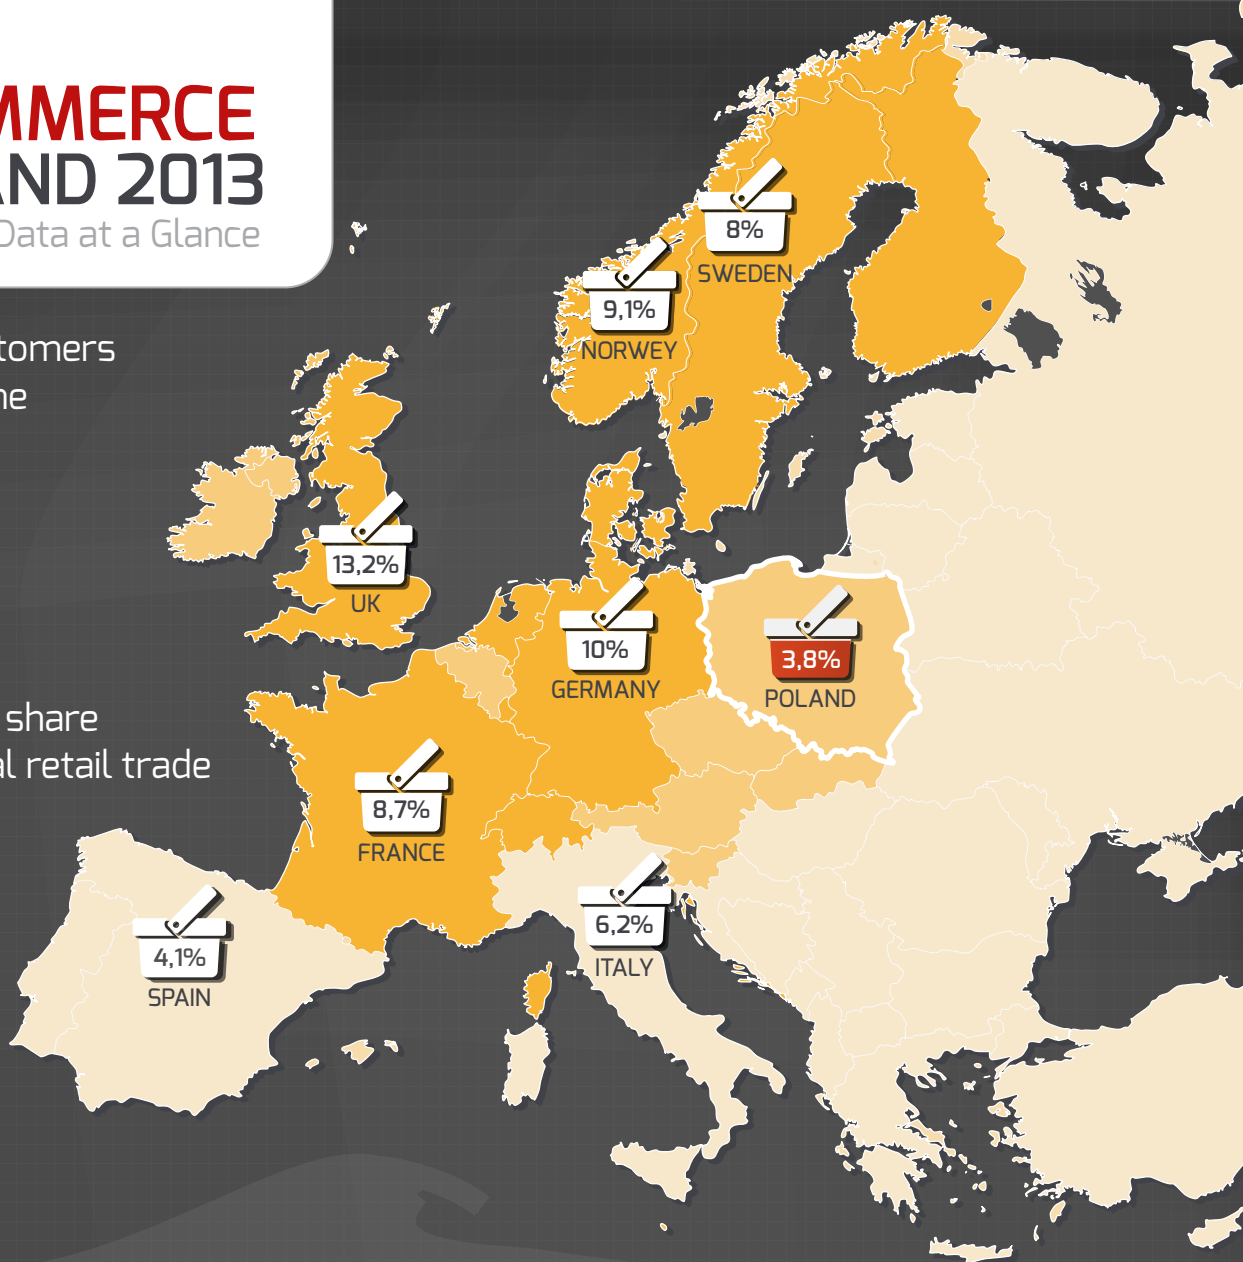 MMERCE
AND 2013
Data at a Glance
tomers
ne
share
al retail trade
8%
SWEDEN
9,1%
NORWEY
13,2%
UK
10%
GERMANY
3,8%
POLAND
8,7%
FRANCE
6,2%
ITALY
4,1%
SPAIN